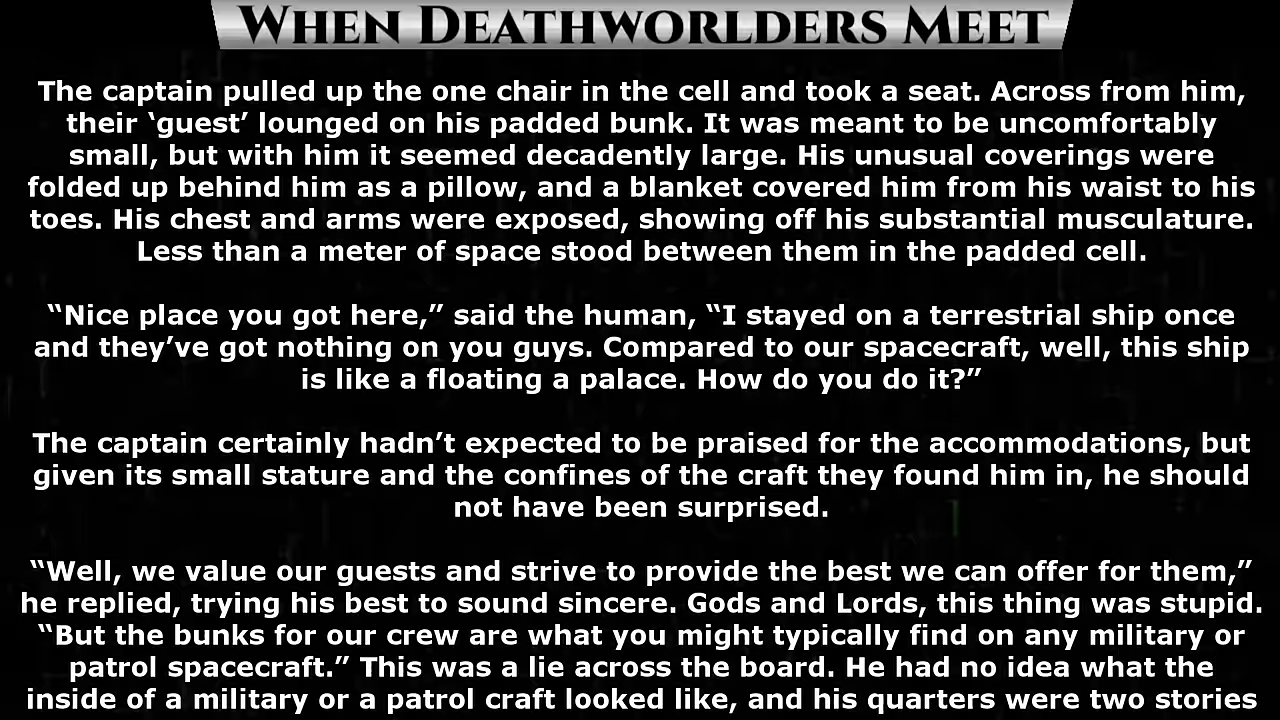 WHEN DEATHWORLDERS MEET
The captain pulled up the one chair in the cell and took a seat. Across from him,
their ‘guest’ lounged on his padded bunk. It was meant to be uncomfortably
small, but with him it seemed decadently large. His unusual coverings were
folded up behind him as a pillow, and a blanket covered him from his waist to his
toes. His chest and arms were exposed, showing off his substantial musculature.
Less than a meter of space stood between them in the padded cell.
“Nice place you got here,” said the human, “I stayed on a terrestrial ship once
and they’ve got nothing on you guys. Compared to our spacecraft, well, this ship
is like a floating a palace. How do you do it?”
The captain certainly hadn’t expected to be praised for the accommodations, but
given its small stature and the confines of the craft they found him in, he should
not have been surprised.
“Well, we value our guests and strive to provide the best we can offer for them,”
he replied, trying his best to sound sincere. Gods and Lords, this thing was stupid.
“But the bunks for our crew are what you might typically find on any military or
patrol spacecraft.” This was a lie across the board. He had no idea what the
inside of a military or a patrol craft looked like, and his quarters were two stories